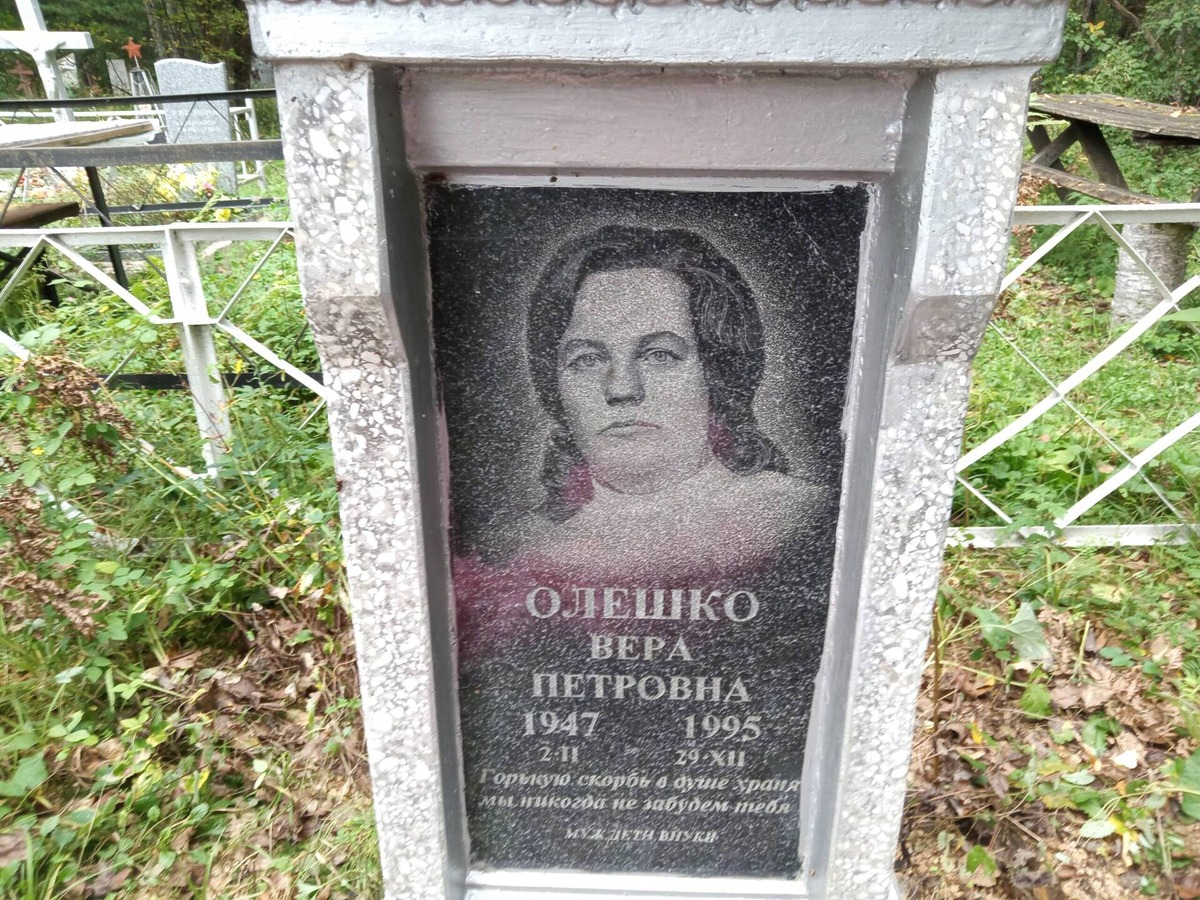 ОЛЕШКО
ВЕРА
ПЕТРОВНА
1947 1995
2·II 29·XII
Горькую скорбь в душе храня
мы никогда не забудем тебя
МУЖ ДЕТИ ВНУКИ